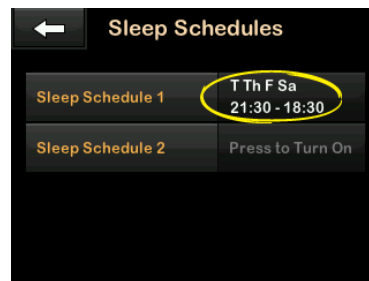 Sleep Schedules
Sleep Schedule 1
T Th F Sa
21:30 - 18:30
Sleep Schedule 2
Press to Turn On